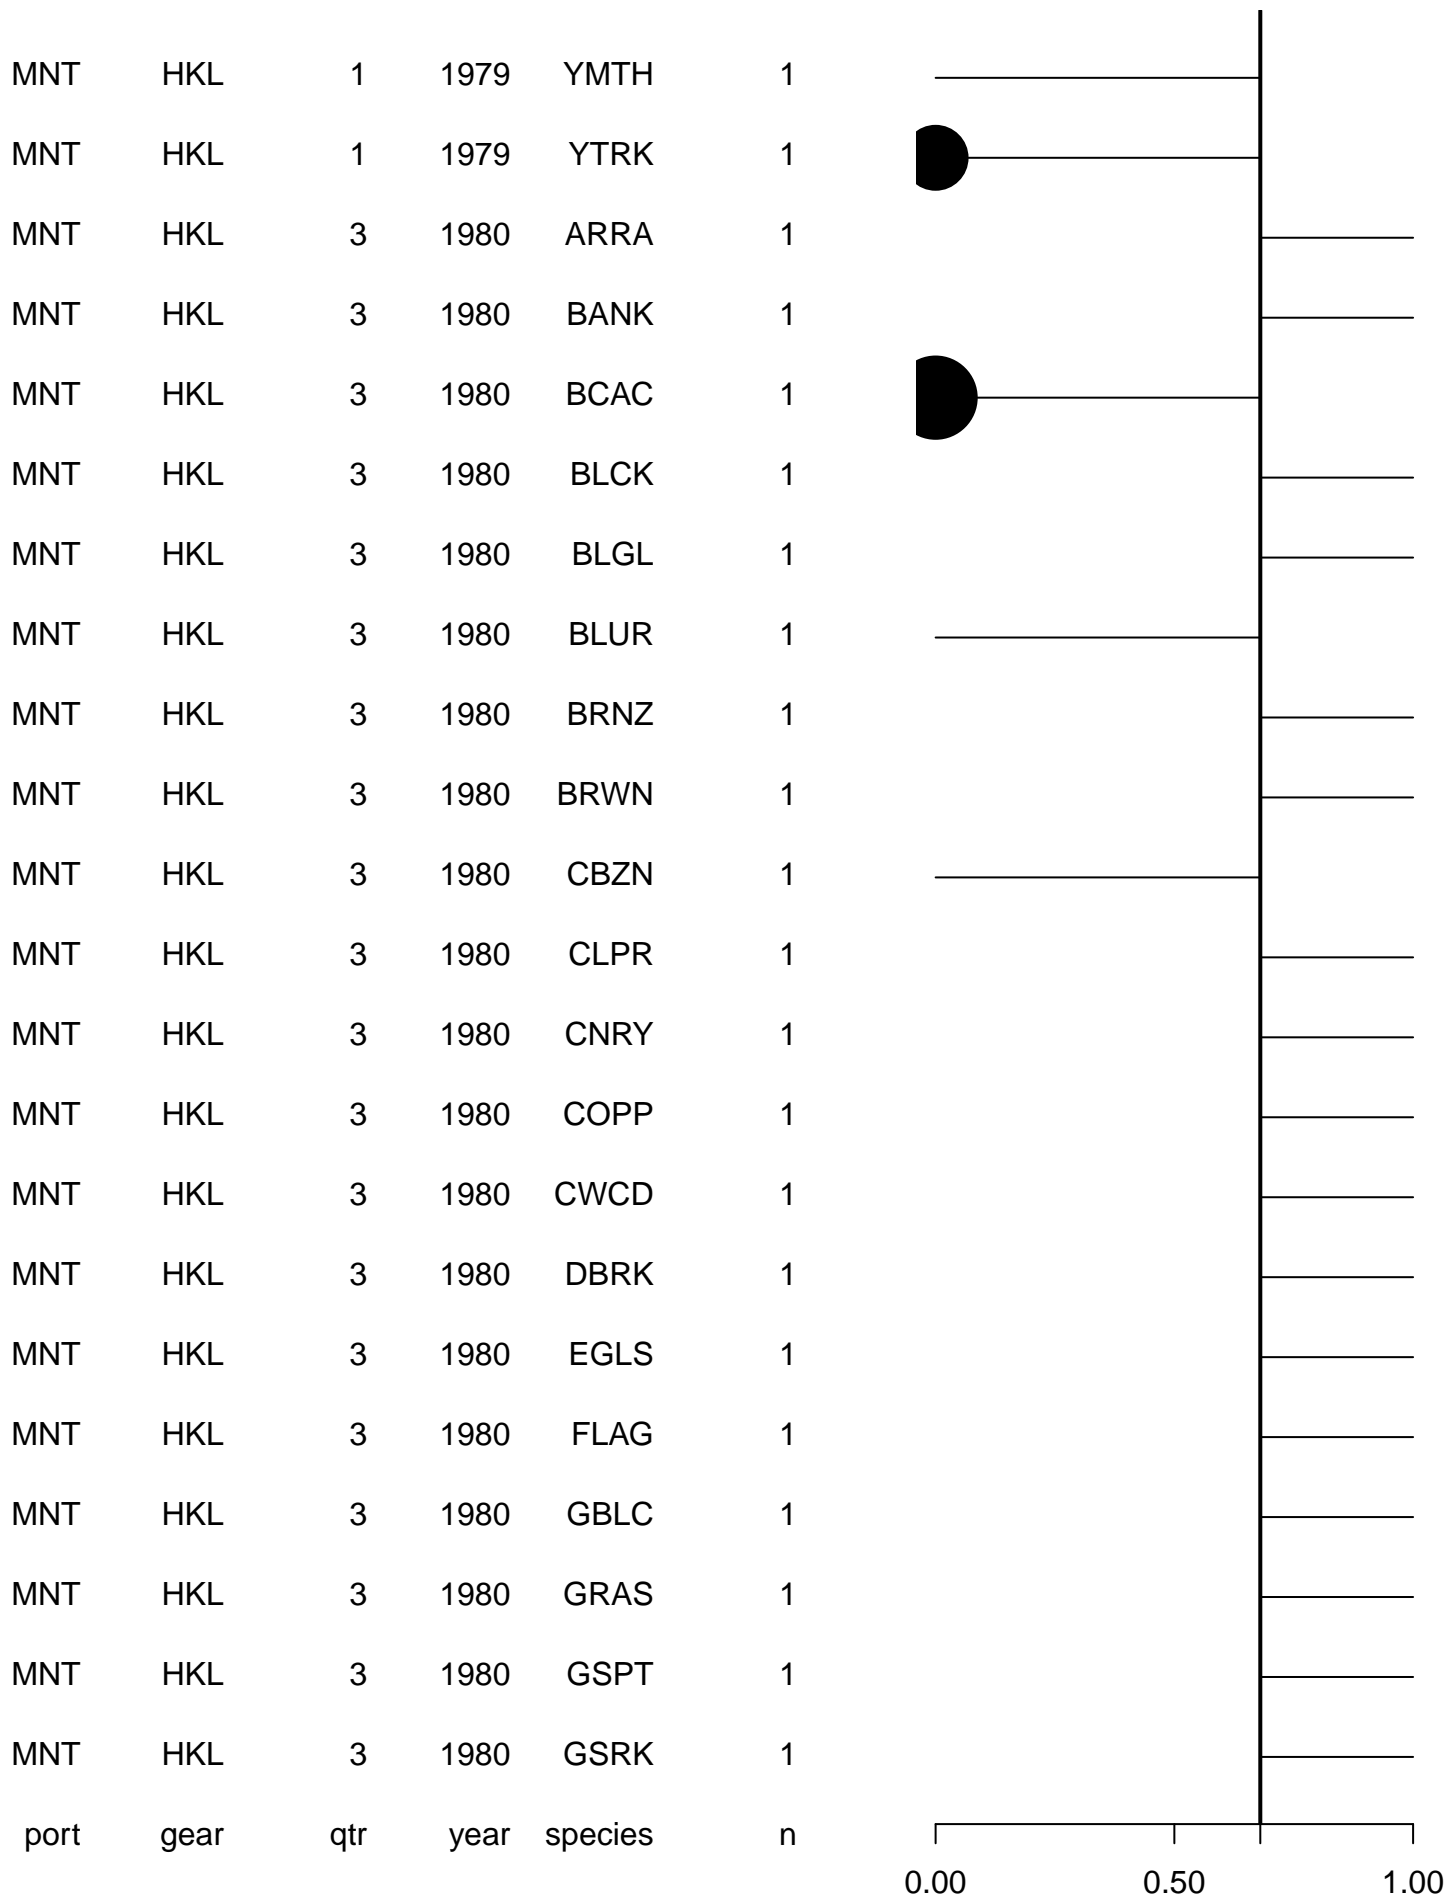 MNT HKL 1 1979 YMTH 1
MNT HKL 1 1979 YTRK 1
MNT HKL 3 1980 ARRA 1
MNT HKL 3 1980 BANK 1
MNT HKL 3 1980 BCAC 1
MNT HKL 3 1980 BLCK 1
MNT HKL 3 1980 BLGL 1
MNT HKL 3 1980 BLUR 1
MNT HKL 3 1980 BRNZ 1
MNT HKL 3 1980 BRWN 1
MNT HKL 3 1980 CBZN 1
MNT HKL 3 1980 CLPR 1
MNT HKL 3 1980 CNRY 1
MNT HKL 3 1980 COPP 1
MNT HKL 3 1980 CWCD 1
MNT HKL 3 1980 DBRK 1
MNT HKL 3 1980 EGLS 1
MNT HKL 3 1980 FLAG 1
MNT HKL 3 1980 GBLC 1
MNT HKL 3 1980 GRAS 1
MNT HKL 3 1980 GSPT 1
MNT HKL 3 1980 GSRK 1
port gear qtr year species n
0.00 0.50 1.00